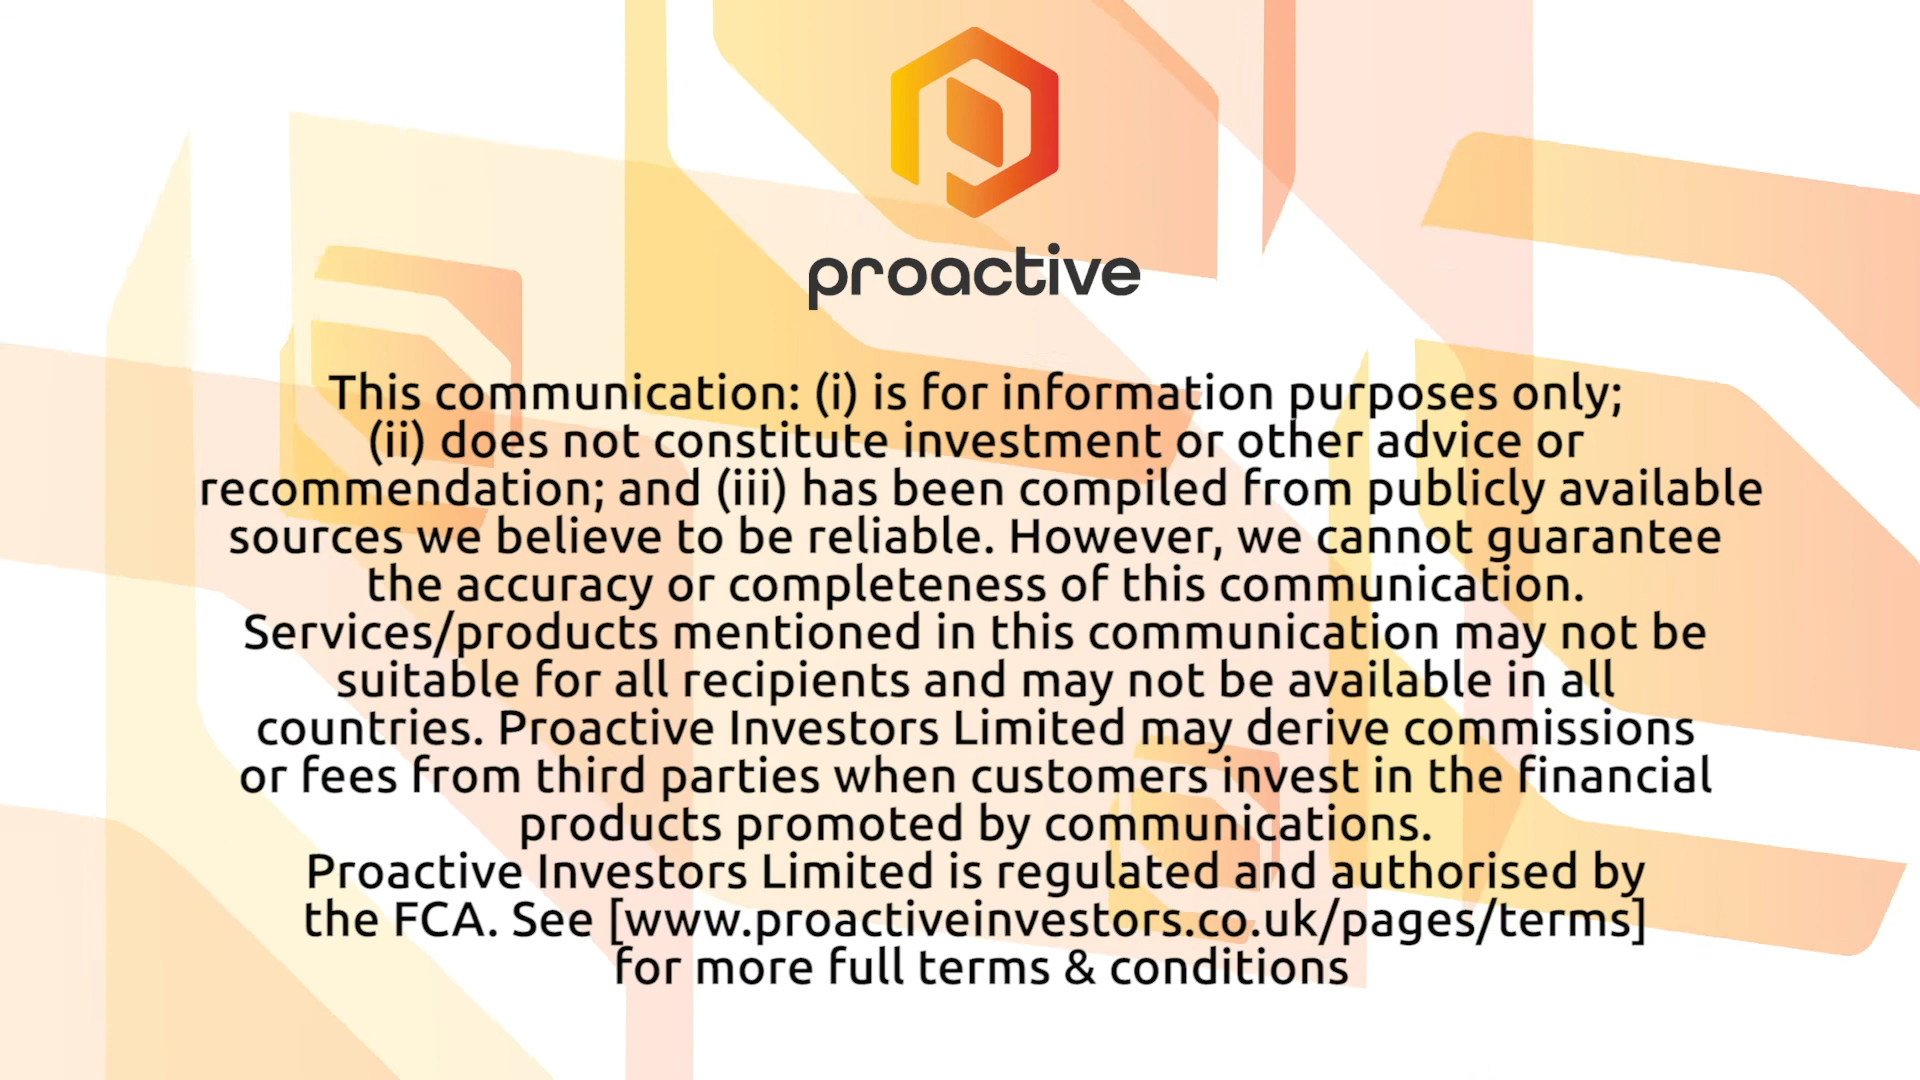 proactive
This communication: (i) is for information purposes only;
(ii) does not constitute investment or other advice or
recommendation; and (iii) has been compiled from publicly available
sources we believe to be reliable. However, we cannot guarantee
the accuracy or completeness of this communication.
Services/products mentioned in this communication may not be
suitable for all recipients and may not be available in all
countries. Proactive Investors Limited may derive commissions
or fees from third parties when customers invest in the financial
products promoted by communications.
Proactive Investors Limited is regulated and authorised by
the FCA. See [www.proactiveinvestors.co.uk/pages/terms]
for more full terms & conditions